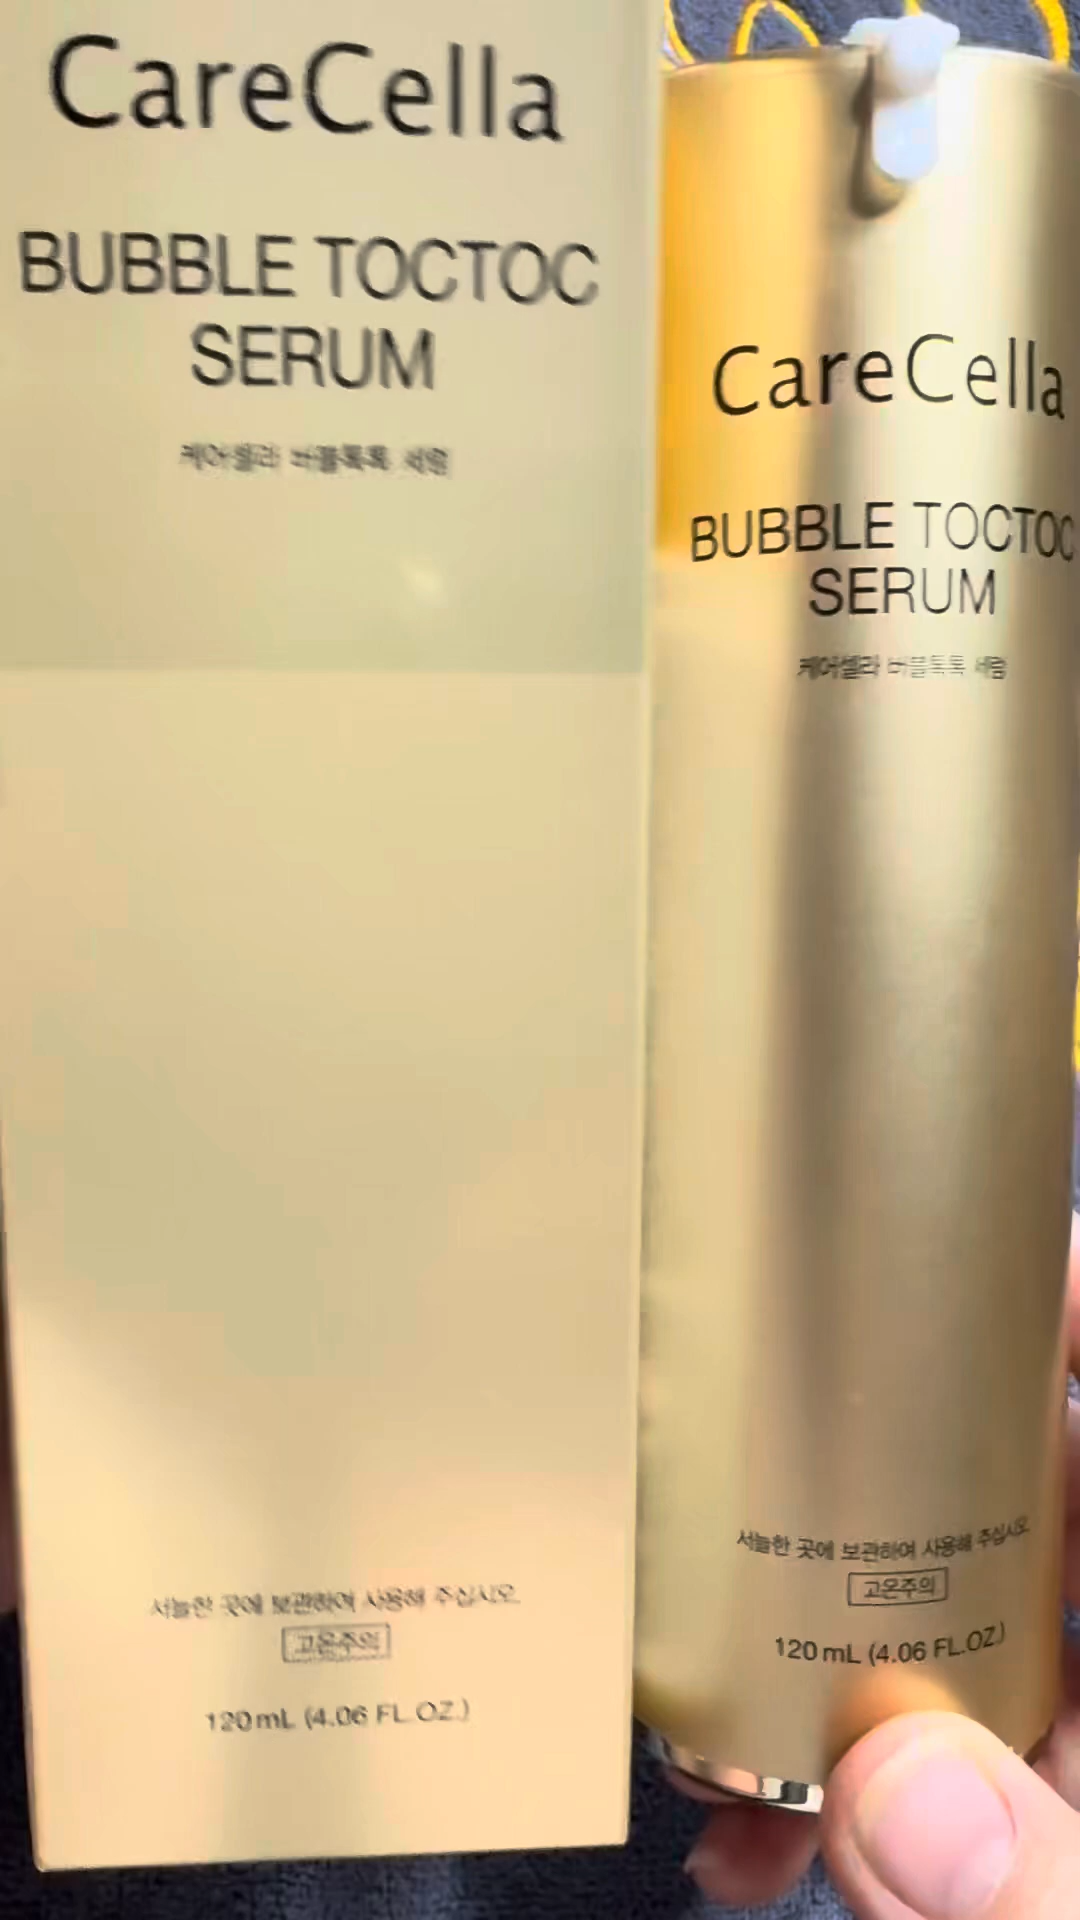 CareCella
BUBBLE TOCTOC
SERUM
케어셀라 버블톡톡 세럼
서늘한 곳에 보관하여 사용해 주십시오.
고온주의
120mL (4.06 FL.OZ.)
CareCella
BUBBLE TOCTOC
SERUM
케어셀라 버블톡톡 세럼
서늘한 곳에 보관하여 사용해 주십시오.
고온주의
120mL (4.06 FL.OZ.)